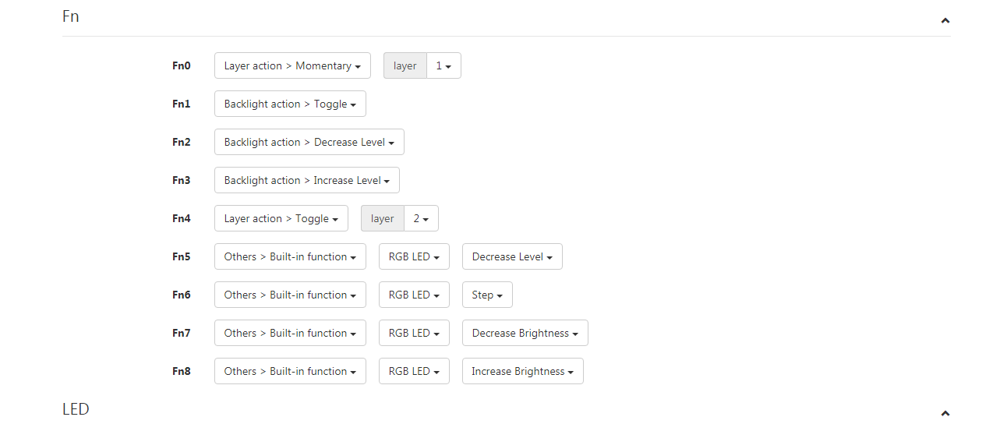 Fn
Fn0 Layer action > Momentary layer 1
Fn1 Backlight action > Toggle
Fn2 Backlight action > Decrease Level
Fn3 Backlight action > Increase Level
Fn4 Layer action > Toggle layer 2
Fn5 Others > Built-in function RGB LED Decrease Level
Fn6 Others > Built-in function RGB LED Step
Fn7 Others > Built-in function RGB LED Decrease Brightness
Fn8 Others > Built-in function RGB LED Increase Brightness
LED